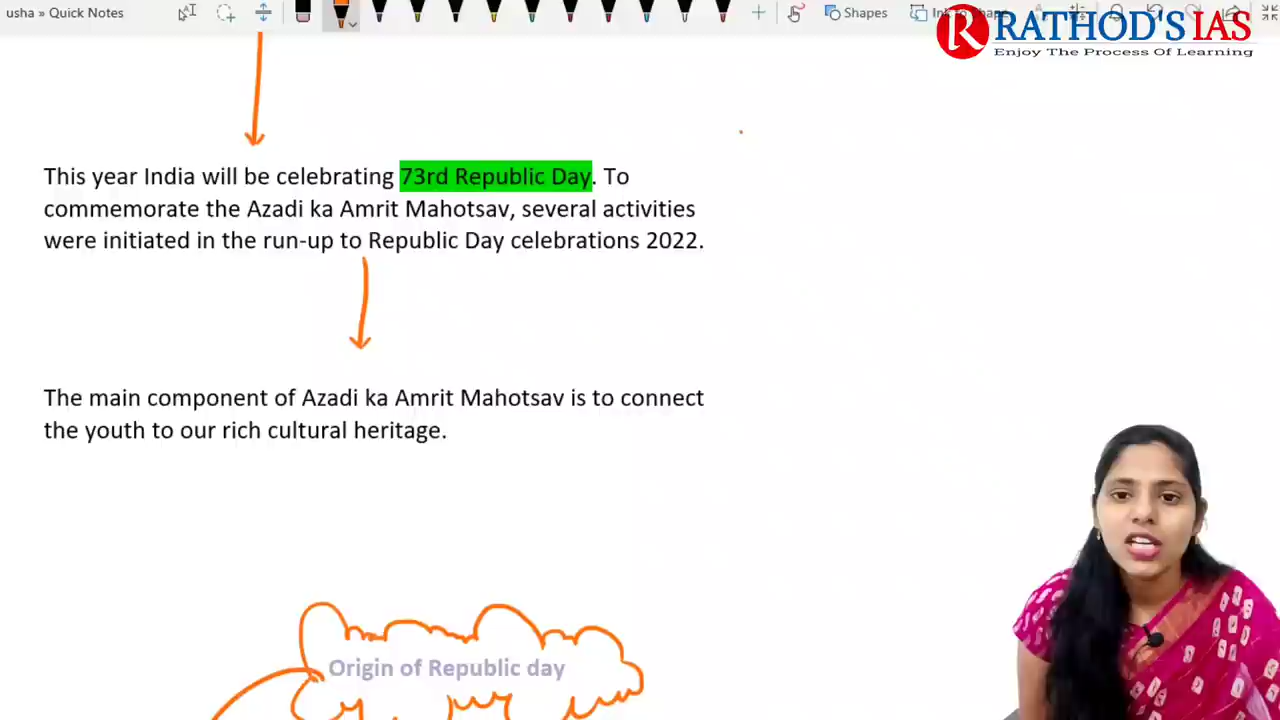 usha » Quick Notes
Shapes
RATHOD'S IAS
Enjoy The Process Of Learning
This year India will be celebrating 73rd Republic Day. To
commemorate the Azadi ka Amrit Mahotsav, several activities
were initiated in the run-up to Republic Day celebrations 2022.
The main component of Azadi ka Amrit Mahotsav is to connect
the youth to our rich cultural heritage.
Origin of Republic day